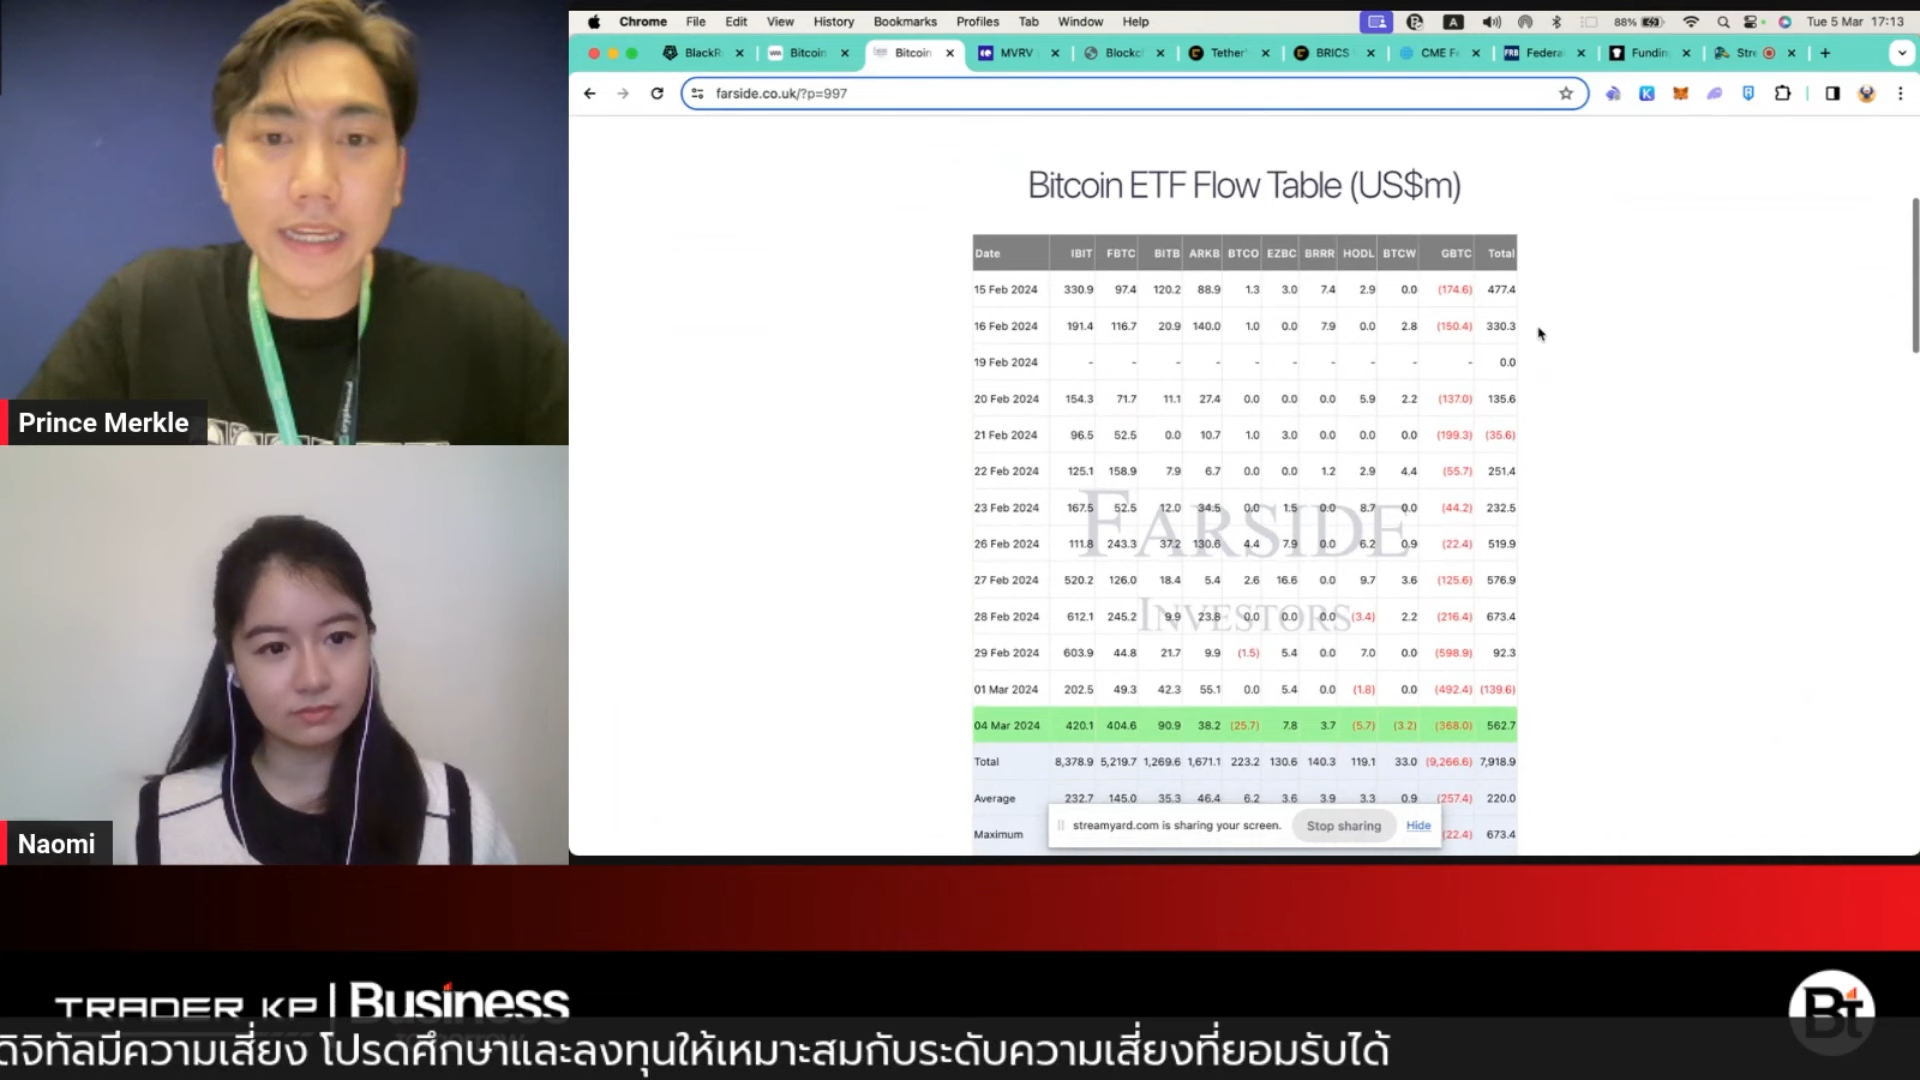 Chrome File Edit View History Bookmarks Profiles Tab Window Help A 88% Tue 5 Mar 17:13
BlackR Bitcoin Bitcoin MVRV Blockc Tether' BRICS CME F Federa Fundin Stre
farside.co.uk/?p=997
Bitcoin ETF Flow Table (US$m)
Date IBIT FBTC BITB ARKB BTCO EZBC BRRR HODL BTCW GBTC Total
15 Feb 2024 330.9 97.4 120.2 88.9 1.3 3.0 7.4 2.9 0.0 (174.6) 477.4
16 Feb 2024 191.4 116.7 20.9 140.0 1.0 0.0 7.9 0.0 2.8 (150.4) 330.3
19 Feb 2024 - - - - - - - - - - 0.0
20 Feb 2024 154.3 71.7 11.1 27.4 0.0 0.0 0.0 5.9 2.2 (137.0) 135.6
21 Feb 2024 96.5 52.5 0.0 10.7 1.0 3.0 0.0 0.0 0.0 (199.3) (35.6)
22 Feb 2024 125.1 158.9 7.9 6.7 0.0 0.0 1.2 2.9 4.4 (55.7) 251.4
23 Feb 2024 167.5 52.5 12.0 34.5 0.0 1.5 0.0 8.7 0.0 (44.2) 232.5
FARSIDE
26 Feb 2024 111.8 243.3 37.2 130.6 4.4 7.9 0.0 6.2 0.9 (22.4) 519.9
27 Feb 2024 520.2 126.0 18.4 5.4 2.6 16.6 0.0 9.7 3.6 (125.6) 576.9
28 Feb 2024 612.1 245.2 9.9 23.8 0.0 0.0 0.0 (3.4) 2.2 (216.4) 673.4
INVESTORS
29 Feb 2024 603.9 44.8 21.7 9.9 (1.5) 5.4 0.0 7.0 0.0 (598.9) 92.3
01 Mar 2024 202.5 49.3 42.3 55.1 0.0 5.4 0.0 (1.8) 0.0 (492.4) (139.6)
04 Mar 2024 420.1 404.6 90.9 38.2 (25.7) 7.8 3.7 (5.7) (3.2) (368.0) 562.7
Total 8,378.9 5,219.7 1,269.6 1,671.1 223.2 130.6 140.3 119.1 33.0 (9,266.6) 7,918.9
Average 232.7 145.0 35.3 46.4 6.2 3.6 3.9 3.3 0.9 (257.4) 220.0
Maximum (22.4) 673.4
streamyard.com is sharing your screen. Stop sharing Hide
Prince Merkle
Naomi
TRADER KP | Business
Bt
ดิจิทัลมีความเสี่ยง โปรดศึกษาและลงทุนให้เหมาะสมกับระดับความเสี่ยงที่ยอมรับได้